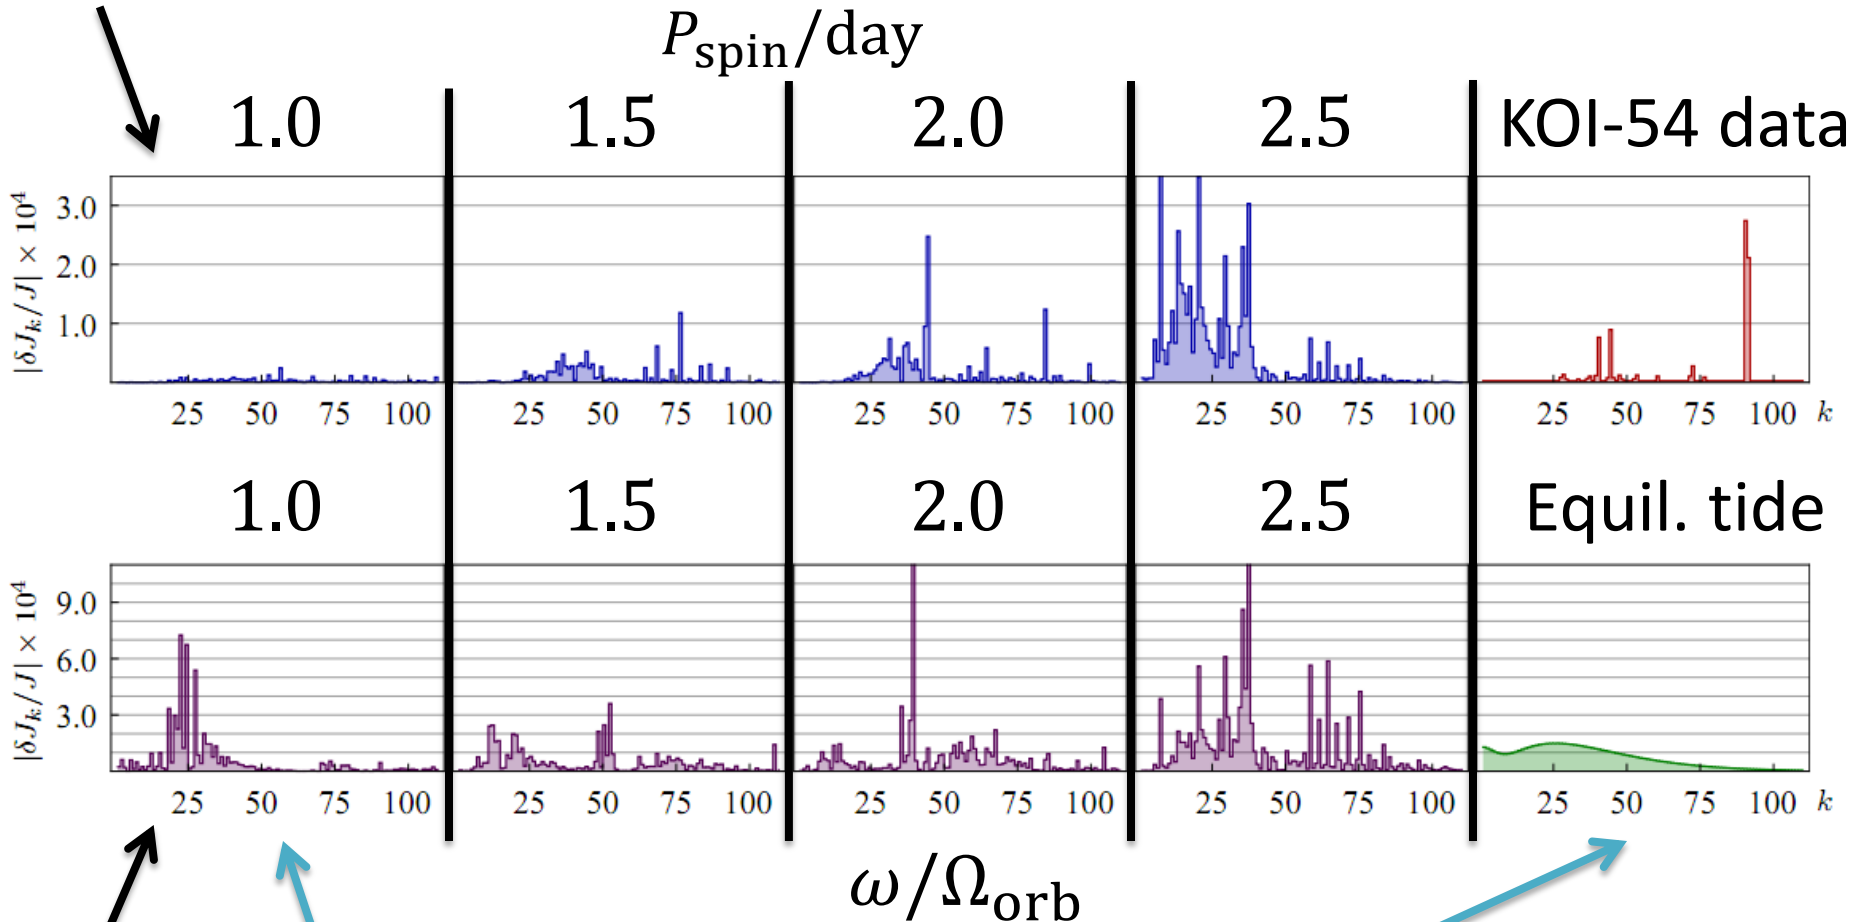 P_spin/day
1.0 1.5 2.0 2.5 KOI-54 data
|δJ_k/J| × 10^4
3.0
2.0
1.0
25 50 75 100 25 50 75 100 25 50 75 100 25 50 75 100 25 50 75 100 k
1.0 1.5 2.0 2.5 Equil. tide
|δJ_k/J| × 10^4
9.0
6.0
3.0
25 50 75 100 25 50 75 100 25 50 75 100 25 50 75 100 25 50 75 100 k
ω/Ω_orb